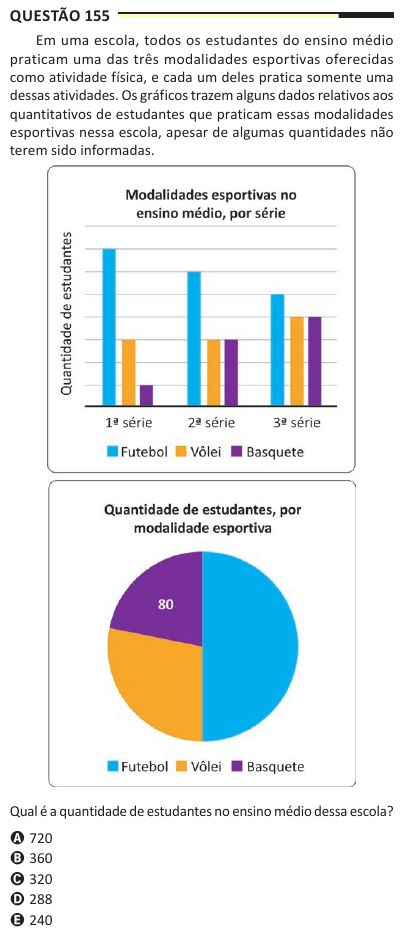 QUESTÃO 155
Em uma escola, todos os estudantes do ensino médio
praticam uma das três modalidades esportivas oferecidas
como atividade física, e cada um deles pratica somente uma
dessas atividades. Os gráficos trazem alguns dados relativos aos
quantitativos de estudantes que praticam essas modalidades
esportivas nessa escola, apesar de algumas quantidades não
terem sido informadas.
Modalidades esportivas no
ensino médio, por série
Quantidade de estudantes
1ª série 2ª série 3ª série
Futebol Vôlei Basquete
Quantidade de estudantes, por
modalidade esportiva
80
Futebol Vôlei Basquete
Qual é a quantidade de estudantes no ensino médio dessa escola?
A 720
B 360
C 320
D 288
E 240